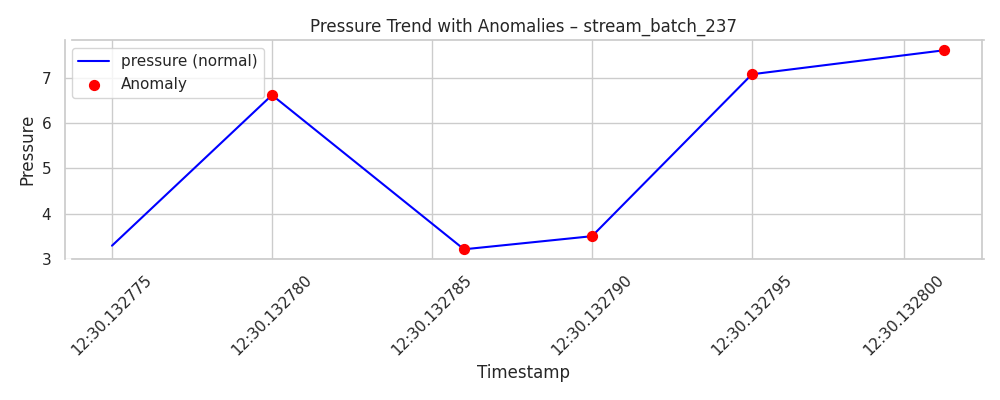 Pressure Trend with Anomalies – stream_batch_237
pressure (normal)
Anomaly
Pressure
7
6
5
4
3
12:30.132775
12:30.132780
12:30.132785
12:30.132790
12:30.132795
12:30.132800
Timestamp